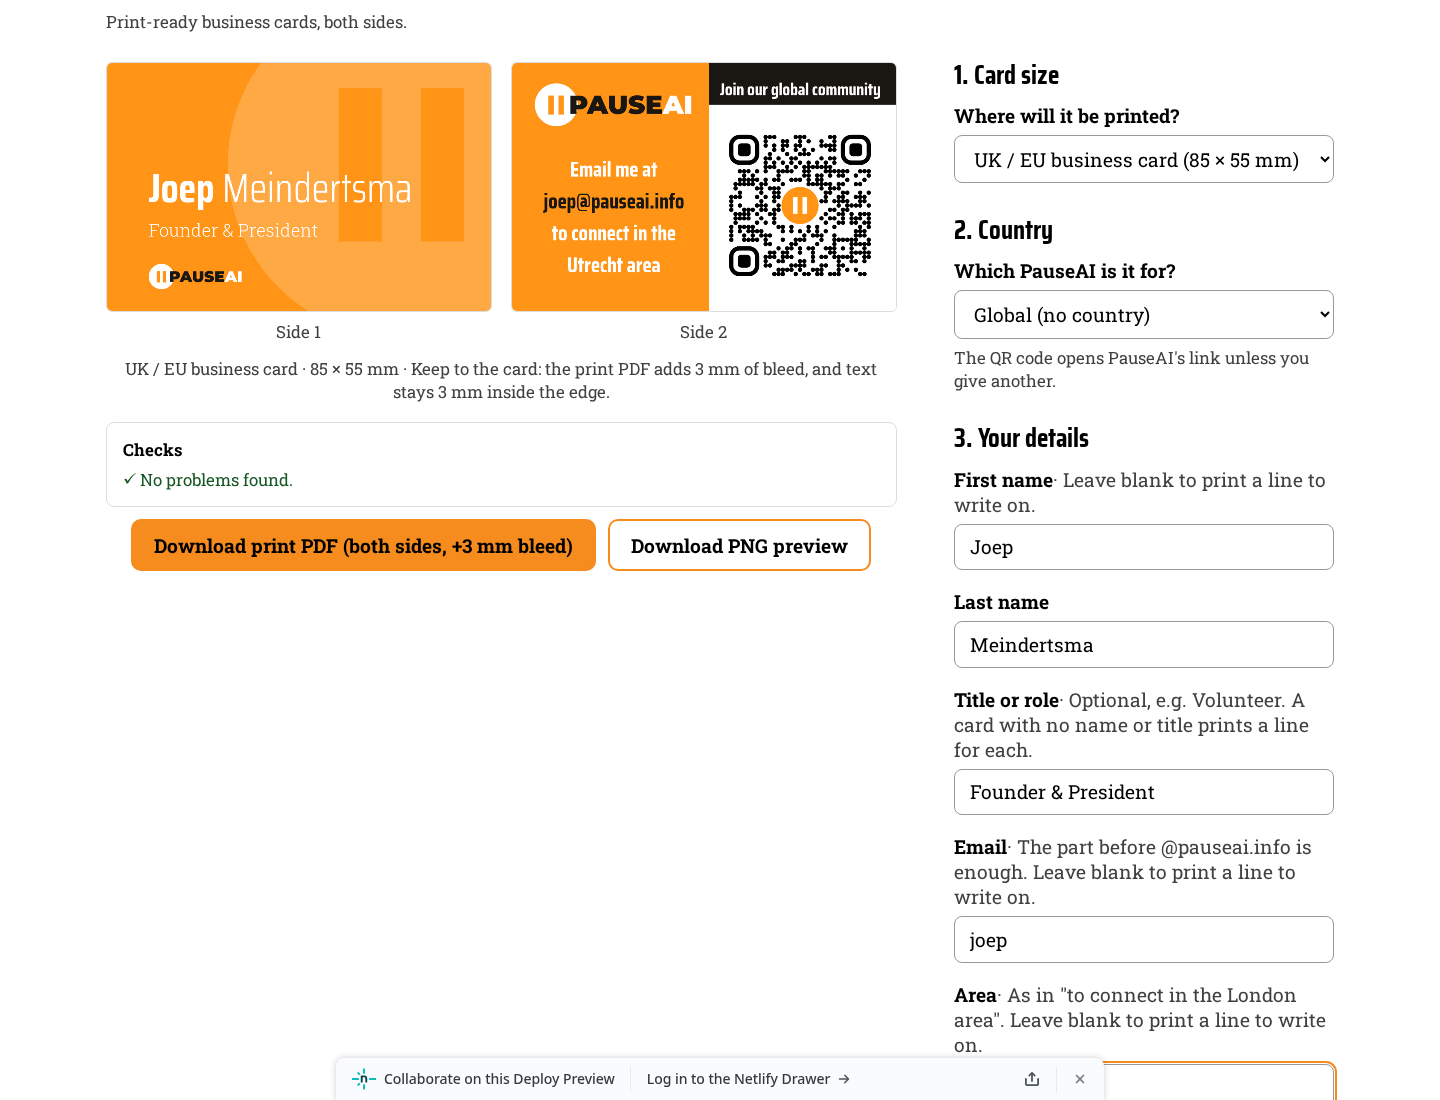 Print-ready business cards, both sides.
Joep Meindertsma
Founder & President
PAUSEAI
Side 1
PAUSEAI
Email me at
joep@pauseai.info
to connect in the
Utrecht area
Join our global community
Side 2
UK / EU business card · 85 × 55 mm · Keep to the card: the print PDF adds 3 mm of bleed, and text
stays 3 mm inside the edge.
Checks
✓ No problems found.
Download print PDF (both sides, +3 mm bleed)
Download PNG preview
1. Card size
Where will it be printed?
UK / EU business card (85 × 55 mm)
2. Country
Which PauseAI is it for?
Global (no country)
The QR code opens PauseAI's link unless you
give another.
3. Your details
First name· Leave blank to print a line to
write on.
Joep
Last name
Meindertsma
Title or role· Optional, e.g. Volunteer. A
card with no name or title prints a line
for each.
Founder & President
Email· The part before @pauseai.info is
enough. Leave blank to print a line to
write on.
joep
Area· As in "to connect in the London
area". Leave blank to print a line to write
on.
Collaborate on this Deploy Preview
Log in to the Netlify Drawer →